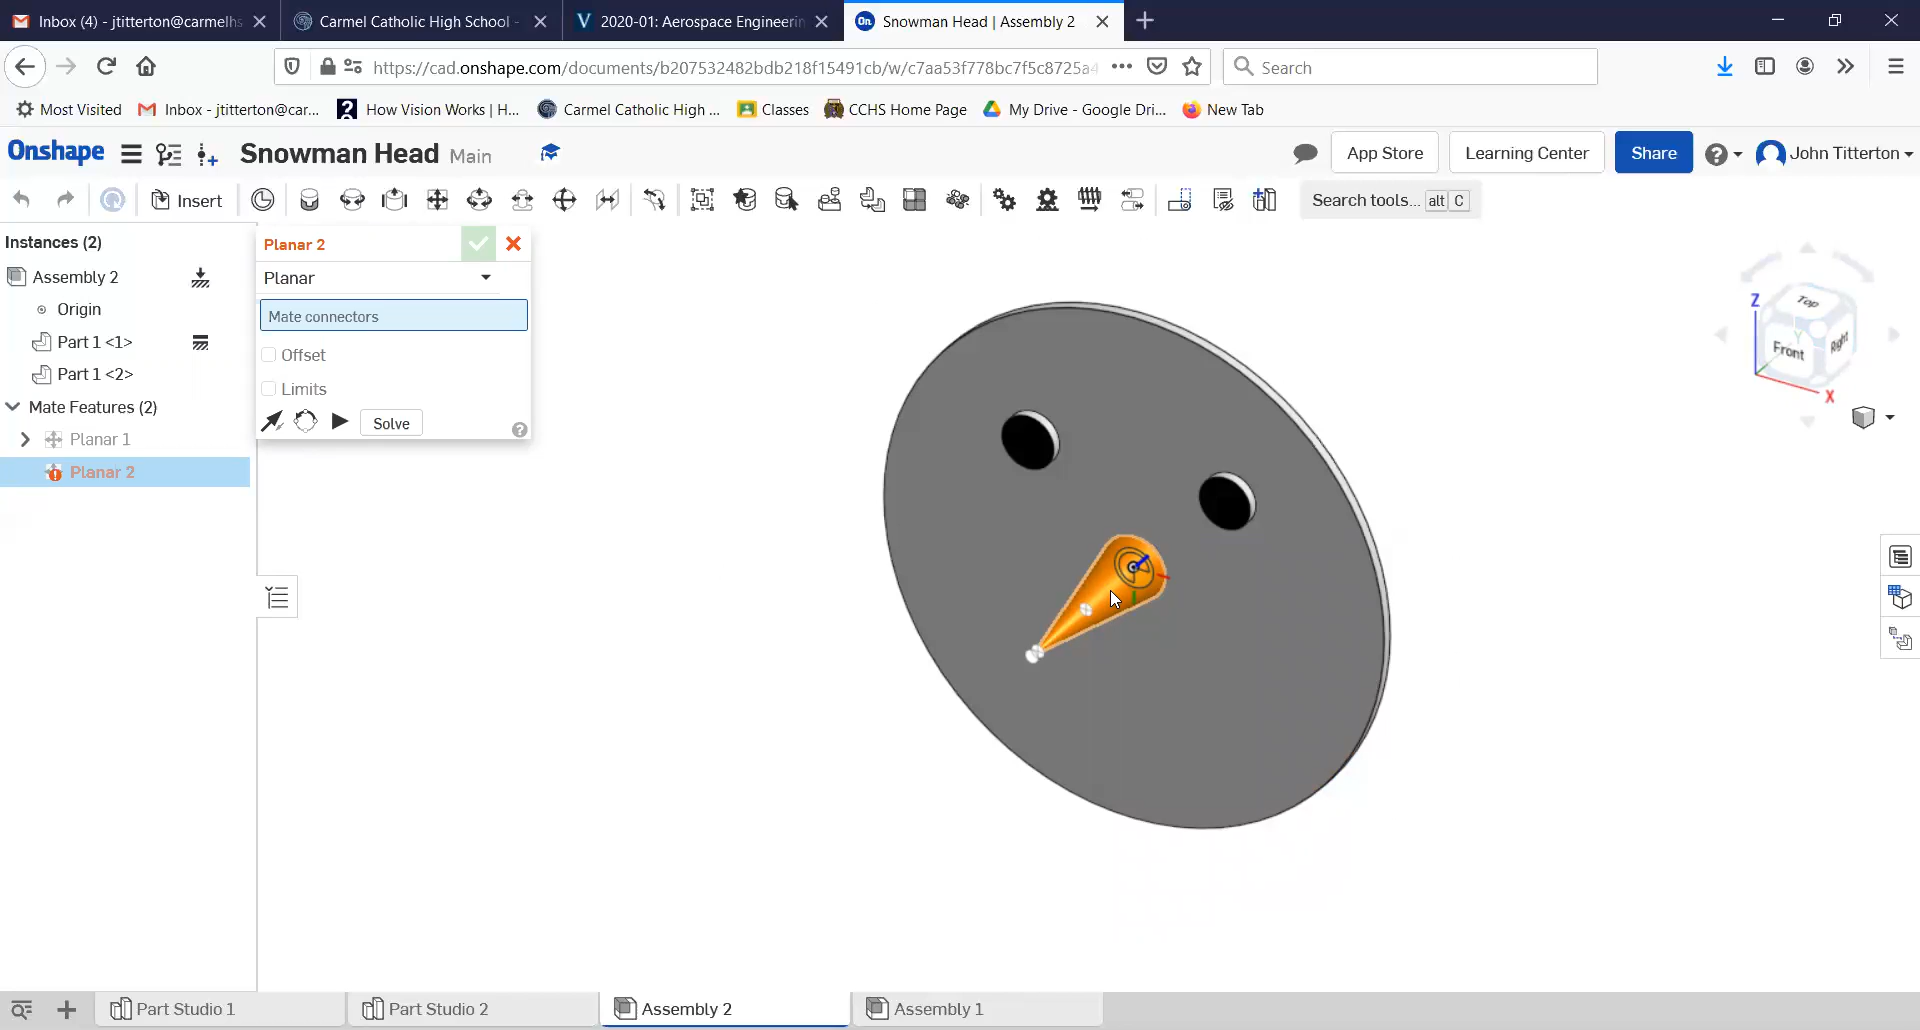 Inbox (4) - jtitterton@carmelhs
Carmel Catholic High School -
2020-01: Aerospace Engineerin
Snowman Head | Assembly 2
https://cad.onshape.com/documents/b207532482bdb218f15491cb/w/c7aa53f778bc7f5c8725a4
Search
Most Visited
Inbox - jtitterton@car...
How Vision Works | H...
Carmel Catholic High ...
Classes
CCHS Home Page
My Drive - Google Dri...
New Tab
Onshape
Snowman Head Main
App Store
Learning Center
Share
John Titterton
Insert
Search tools... alt C
Instances (2)
Assembly 2
Origin
Part 1 <1>
Part 1 <2>
Mate Features (2)
Planar 1
Planar 2
Planar 2
Planar
Mate connectors
Offset
Limits
Solve
Z
Top
Y
Front
Right
X
Part Studio 1
Part Studio 2
Assembly 2
Assembly 1